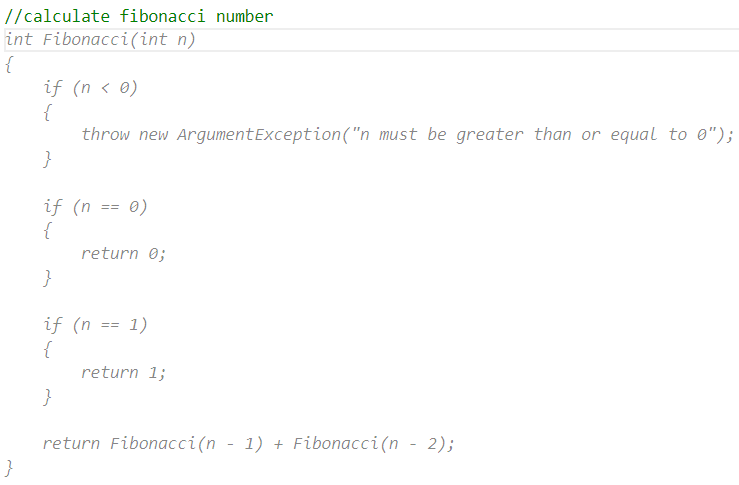 //calculate fibonacci number
int Fibonacci(int n)
{
    if (n < 0)
    {
        throw new ArgumentException("n must be greater than or equal to 0");
    }

    if (n == 0)
    {
        return 0;
    }

    if (n == 1)
    {
        return 1;
    }

    return Fibonacci(n - 1) + Fibonacci(n - 2);
}